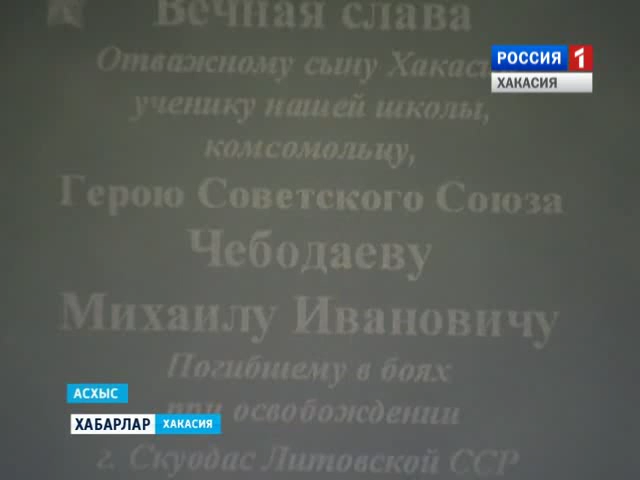 Вечная слава
Отважному сыну Хакасии
ученику нашей школы,
комсомольцу,
Герою Советского Союза
Чебодаеву
Михаилу Ивановичу
Погибшему в боях
при освобождении
г. Скуодас Литовской ССР
РОССИЯ 1
ХАКАСИЯ
АСХЫС
ХАБАРЛАР ХАКАСИЯ